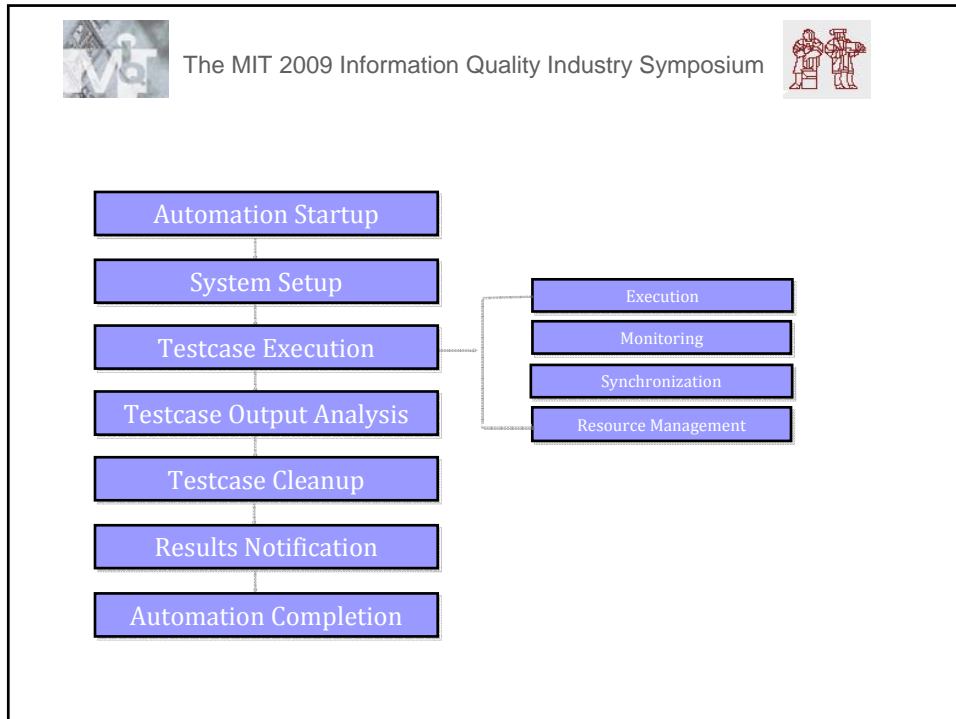 MIT
The MIT 2009 Information Quality Industry Symposium
Automation Startup
System Setup
Testcase Execution
Testcase Output Analysis
Testcase Cleanup
Results Notification
Automation Completion
Execution
Monitoring
Synchronization
Resource Management